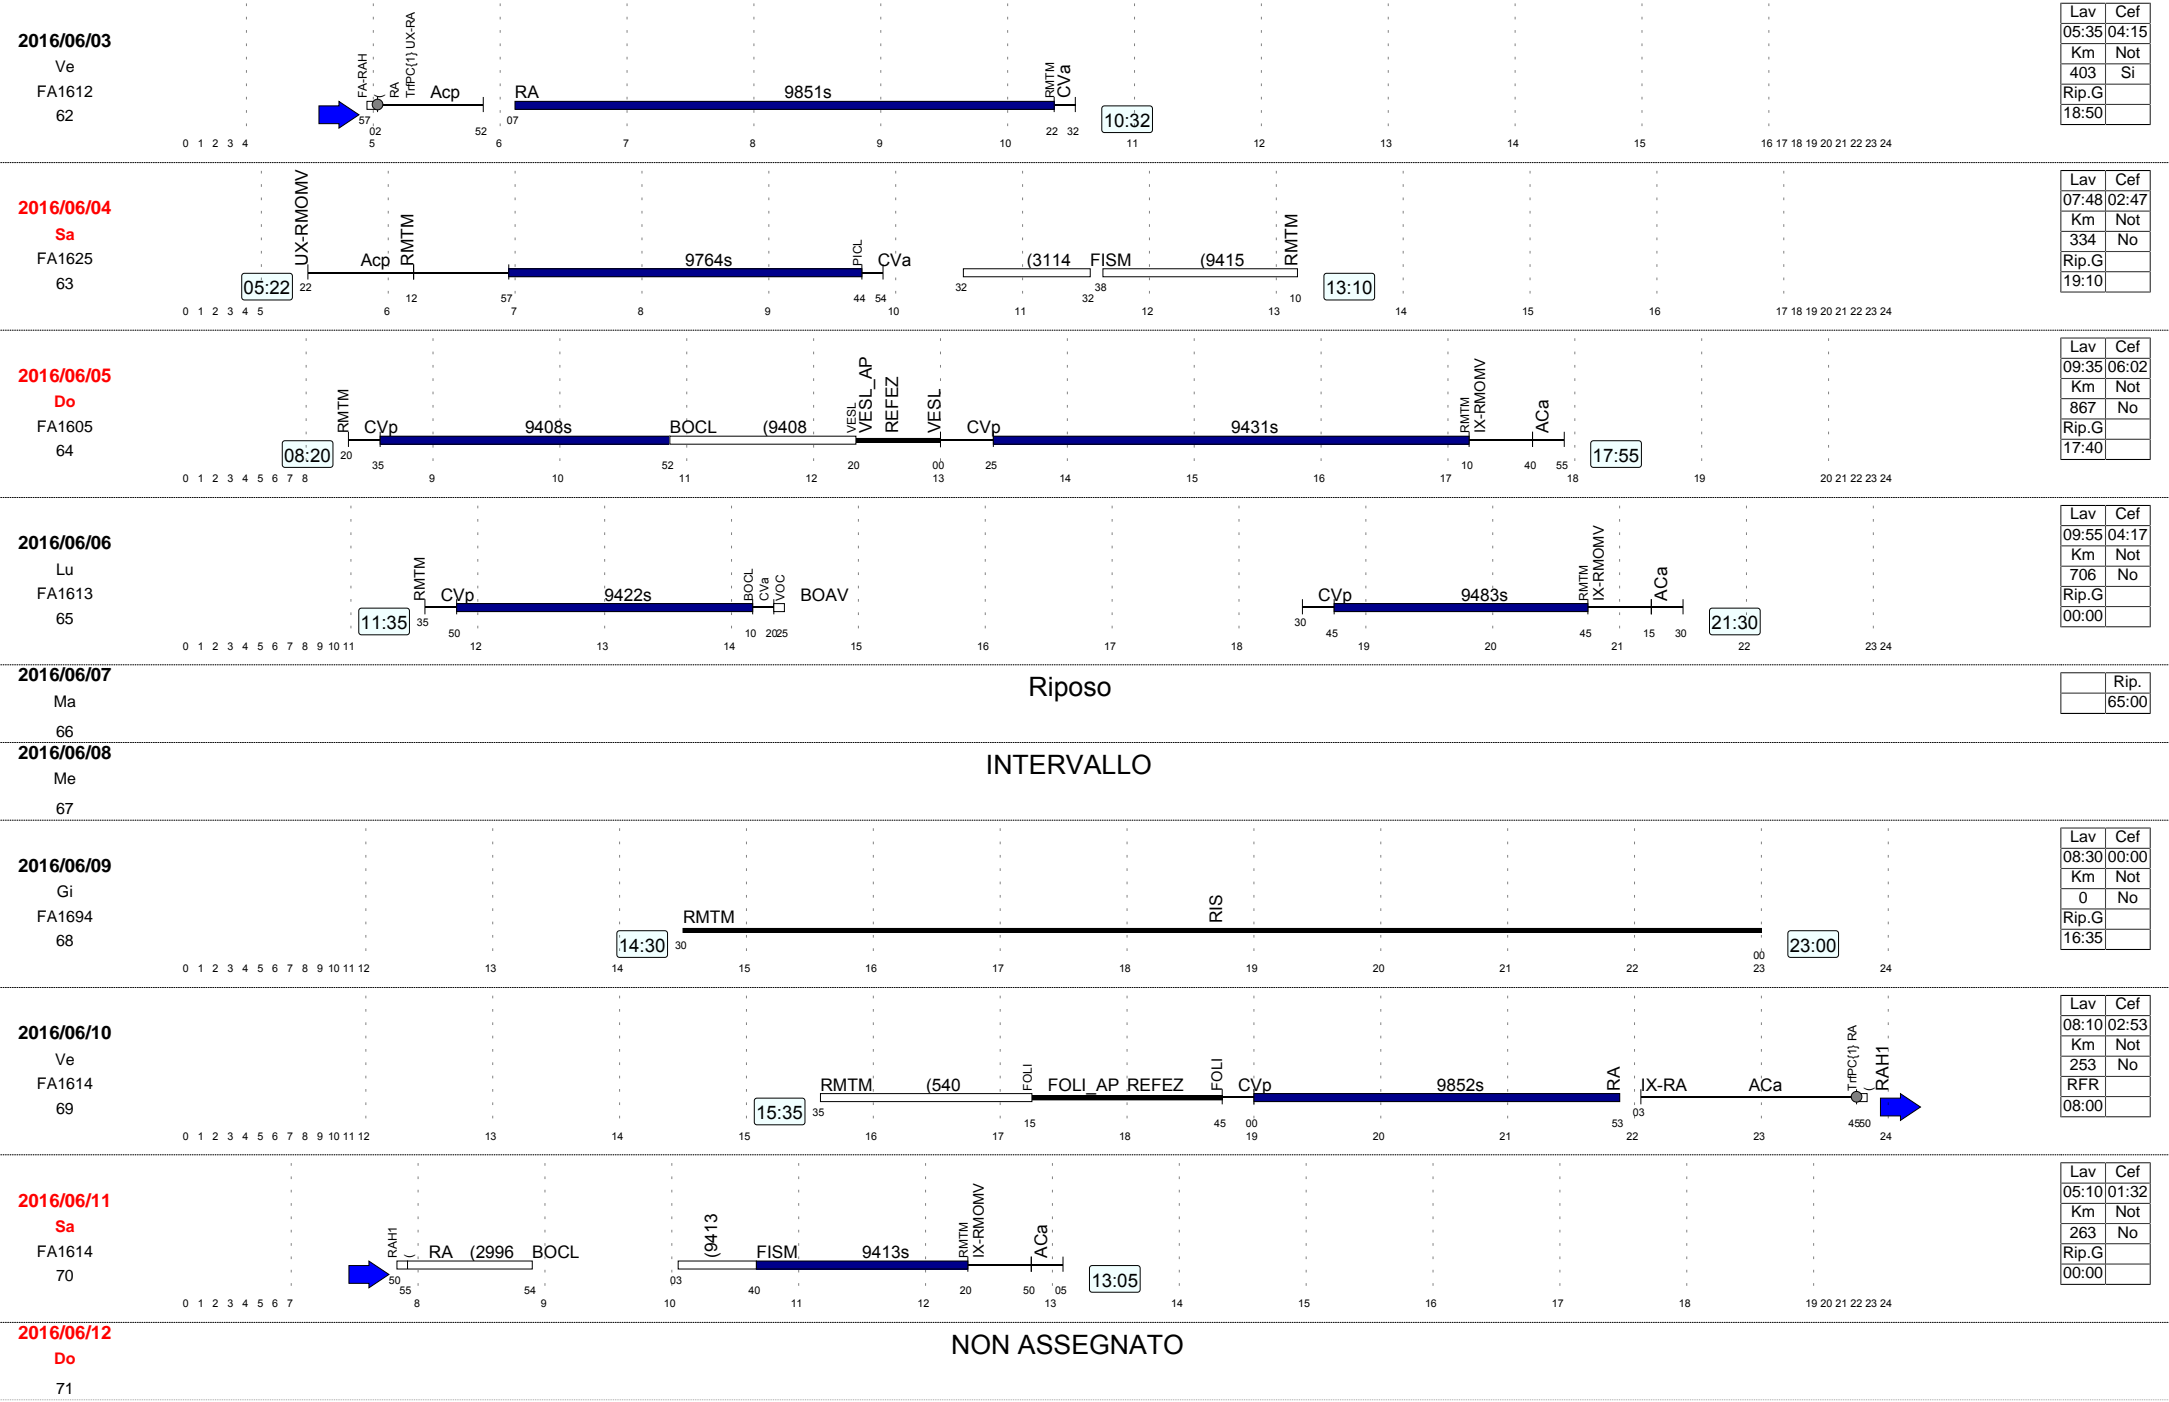 2016/06/03
Ve
FA1612
62
FA-RAH
(
RA
TrfPC{1} UX-RA
Acp
RA
9851s
RMTM
CVa
57
02
52
07
22
32
10:32
0 1 2 3 4 5 6 7 8 9 10 11 12 13 14 15 16 17 18 19 20 21 22 23 24
Lav Cef
05:35 04:15
Km Not
403 Si
Rip.G
18:50
2016/06/04
Sa
FA1625
63
05:22
UX-RMOMV
Acp
RMTM
9764s
PICL
CVa
(3114
FISM
(9415
RMTM
22
12
57
44
54
32
32
38
10
13:10
0 1 2 3 4 5 6 7 8 9 10 11 12 13 14 15 16 17 18 19 20 21 22 23 24
Lav Cef
07:48 02:47
Km Not
334 No
Rip.G
19:10
2016/06/05
Do
FA1605
64
08:20
RMTM
CVp
9408s
BOCL
(9408
VESL
VESL_AP
REFEZ
VESL
CVp
9431s
RMTM
IX-RMOMV
ACa
20
35
52
20
00
25
10
40
55
17:55
0 1 2 3 4 5 6 7 8 9 10 11 12 13 14 15 16 17 18 19 20 21 22 23 24
Lav Cef
09:35 06:02
Km Not
867 No
Rip.G
17:40
2016/06/06
Lu
FA1613
65
11:35
RMTM
CVp
9422s
BOCL
CVa
VOC
BOAV
CVp
9483s
RMTM
IX-RMOMV
ACa
35
50
10
20
25
30
45
45
15
30
21:30
0 1 2 3 4 5 6 7 8 9 10 11 12 13 14 15 16 17 18 19 20 21 22 23 24
Lav Cef
09:55 04:17
Km Not
706 No
Rip.G
00:00
2016/06/07
Ma
66
Riposo
Rip.
65:00
2016/06/08
Me
67
INTERVALLO
2016/06/09
Gi
FA1694
68
14:30
RMTM
RIS
30
00
23:00
0 1 2 3 4 5 6 7 8 9 10 11 12 13 14 15 16 17 18 19 20 21 22 23 24
Lav Cef
08:30 00:00
Km Not
0 No
Rip.G
16:35
2016/06/10
Ve
FA1614
69
15:35
RMTM
(540
FOLI
FOLI_AP REFEZ
FOLI
CVp
9852s
RA
IX-RA
ACa
TrfPC{1} RA
(
RAH1
35
15
45
00
53
03
45
50
0 1 2 3 4 5 6 7 8 9 10 11 12 13 14 15 16 17 18 19 20 21 22 23 24
Lav Cef
08:10 02:53
Km Not
253 No
RFR
08:00
2016/06/11
Sa
FA1614
70
RAH1
(
RA
(2996
BOCL
(9413
FISM
9413s
RMTM
IX-RMOMV
ACa
50
55
54
03
40
20
50
05
13:05
0 1 2 3 4 5 6 7 8 9 10 11 12 13 14 15 16 17 18 19 20 21 22 23 24
Lav Cef
05:10 01:32
Km Not
263 No
Rip.G
00:00
2016/06/12
Do
71
NON ASSEGNATO